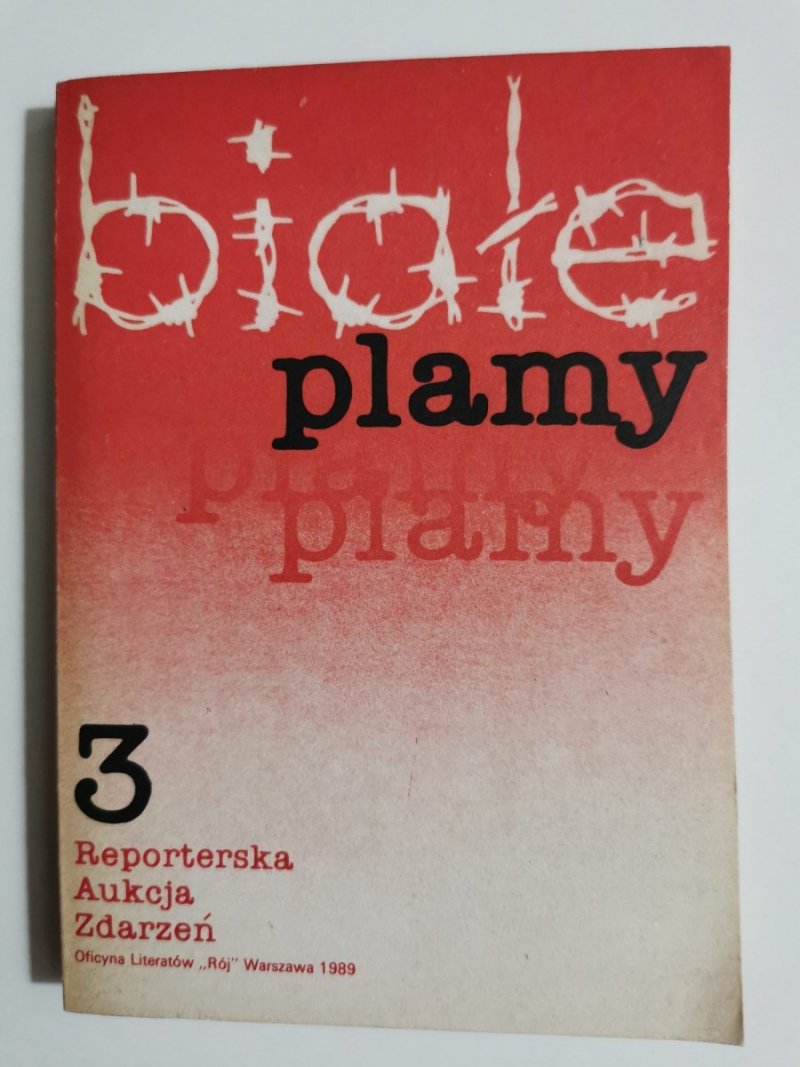 białe
plamy
plamy
plamy
3
Reporterska
Aukcja
Zdarzeń
Oficyna Literatów „Rój” Warszawa 1989